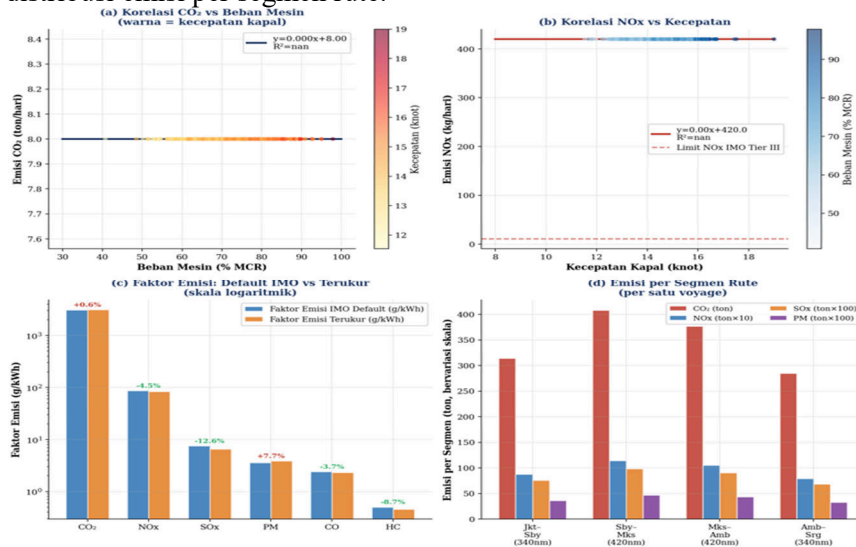 distribusi emisi per segmen rute.
(a) Korelasi CO₂ vs Beban Mesin
(warna = kecepatan kapal)
8.4
8.3
8.2
8.1
8.0
7.9
7.8
7.7
7.6
Emisi CO₂ (ton/hari)
y=0.000x+8.00
R²=nan
30
40
50
60
70
80
90
100
Beban Mesin (% MCR)
19
18
17
16
15
14
13
12
Kecepatan (knot)
(b) Korelasi NOx vs Kecepatan
400
300
200
100
0
Emisi NOx (kg/hari)
y=0.00x+420.0
R²=nan
Limit NOx IMO Tier III
8
10
12
14
16
18
Kecepatan Kapal (knot)
90
80
70
60
50
Beban Mesin (% MCR)
(c) Faktor Emisi: Default IMO vs Terukur
(skala logaritmik)
10³
10²
10¹
10⁰
Faktor Emisi (g/kWh)
Faktor Emisi IMO Default (g/kWh)
Faktor Emisi Terukur (g/kWh)
+0.6%
-4.5%
-12.6%
+7.7%
-3.7%
-8.7%
CO₂
NOx
SOx
PM
CO
HC
(d) Emisi per Segmen Rute
(per satu voyage)
400
350
300
250
200
150
100
50
0
Emisi per Segmen (ton, bervariasi skala)
CO₂ (ton)
NOx (ton×10)
SOx (ton×100)
PM (ton×100)
Jkt–
Sby
(340nm)
Sby–
Mks
(420nm)
Mks–
Amb
(420nm)
Amb–
Srg
(340nm)